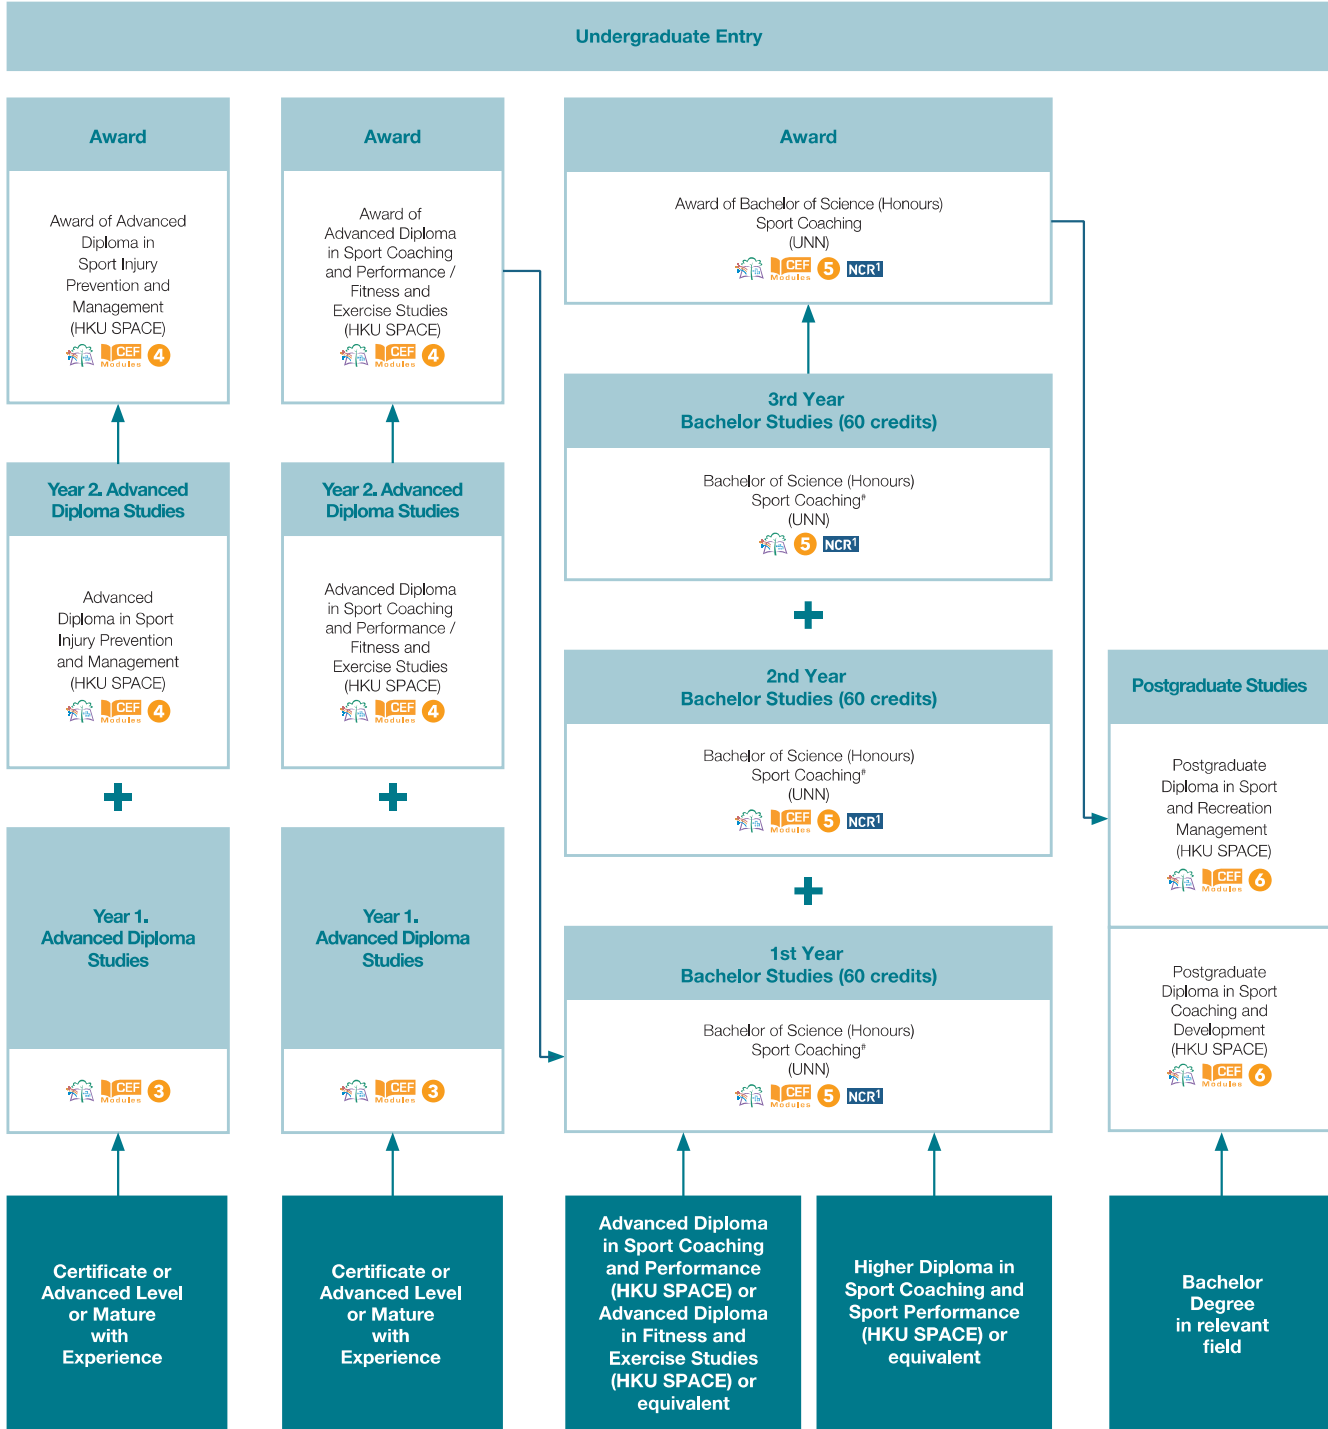 Undergraduate Entry
Award
Award of Advanced
Diploma in
Sport Injury
Prevention and
Management
(HKU SPACE)
CEF
Modules
4
Year 2. Advanced
Diploma Studies
Advanced
Diploma in Sport
Injury Prevention
and Management
(HKU SPACE)
CEF
Modules
4
Year 1.
Advanced Diploma
Studies
CEF
Modules
3
Certificate or
Advanced Level
or Mature
with
Experience
Award
Award of
Advanced Diploma
in Sport Coaching
and Performance /
Fitness and
Exercise Studies
(HKU SPACE)
CEF
Modules
4
Year 2. Advanced
Diploma Studies
Advanced Diploma
in Sport Coaching
and Performance /
Fitness and
Exercise Studies
(HKU SPACE)
CEF
Modules
4
Year 1.
Advanced Diploma
Studies
CEF
Modules
3
Certificate or
Advanced Level
or Mature
with
Experience
Award
Award of Bachelor of Science (Honours)
Sport Coaching
(UNN)
CEF
Modules
5 NCR¹
3rd Year
Bachelor Studies (60 credits)
Bachelor of Science (Honours)
Sport Coaching#
(UNN)
5 NCR¹
2nd Year
Bachelor Studies (60 credits)
Bachelor of Science (Honours)
Sport Coaching#
(UNN)
CEF
Modules
5 NCR¹
1st Year
Bachelor Studies (60 credits)
Bachelor of Science (Honours)
Sport Coaching#
(UNN)
CEF
Modules
5 NCR¹
Advanced Diploma
in Sport Coaching
and Performance
(HKU SPACE) or
Advanced Diploma
in Fitness and
Exercise Studies
(HKU SPACE) or
equivalent
Higher Diploma in
Sport Coaching and
Sport Performance
(HKU SPACE) or
equivalent
Postgraduate Studies
Postgraduate
Diploma in Sport
and Recreation
Management
(HKU SPACE)
CEF
Modules
6
Postgraduate
Diploma in Sport
Coaching and
Development
(HKU SPACE)
CEF
Modules
6
Bachelor
Degree
in relevant
field